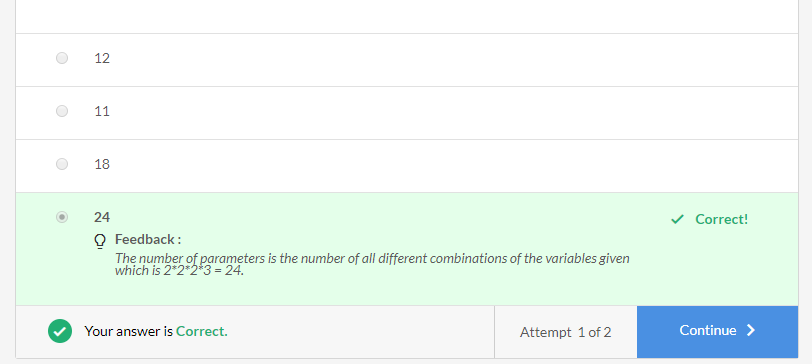 12
11
18
24
Correct!
Feedback :
The number of parameters is the number of all different combinations of the variables given
which is 2*2*2*3 = 24.
Your answer is Correct.
Attempt 1 of 2
Continue